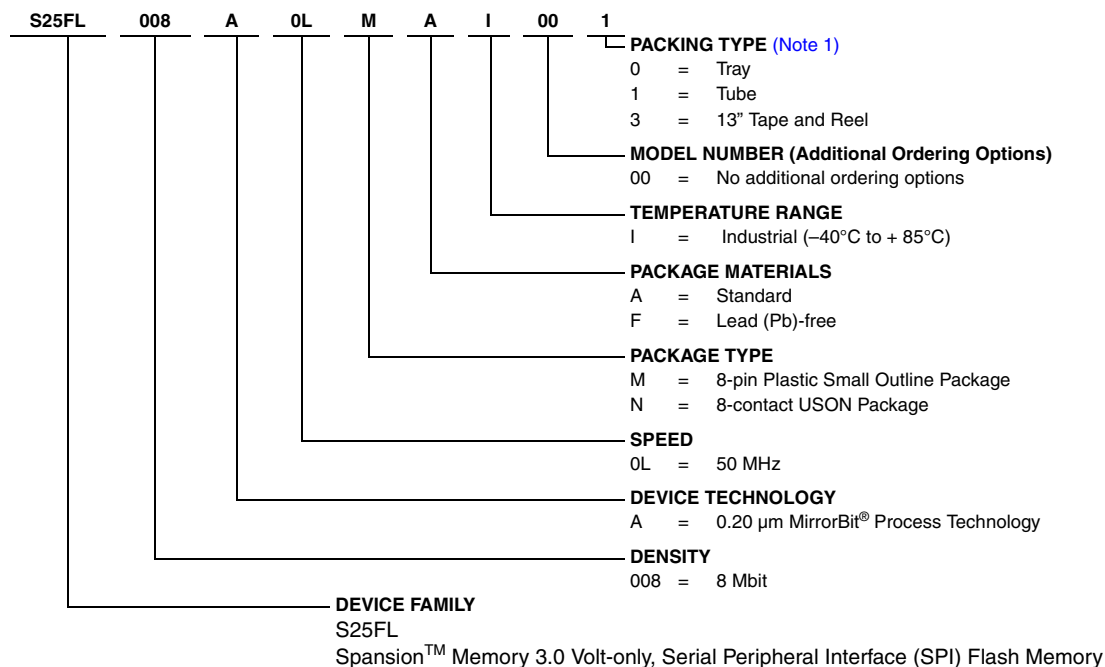 S25FL 008 A 0L M A I 00 1
PACKING TYPE (Note 1)
0 = Tray
1 = Tube
3 = 13” Tape and Reel
MODEL NUMBER (Additional Ordering Options)
00 = No additional ordering options
TEMPERATURE RANGE
I = Industrial (–40°C to + 85°C)
PACKAGE MATERIALS
A = Standard
F = Lead (Pb)-free
PACKAGE TYPE
M = 8-pin Plastic Small Outline Package
N = 8-contact USON Package
SPEED
0L = 50 MHz
DEVICE TECHNOLOGY
A = 0.20 µm MirrorBit® Process Technology
DENSITY
008 = 8 Mbit
DEVICE FAMILY
S25FL
Spansion™ Memory 3.0 Volt-only, Serial Peripheral Interface (SPI) Flash Memory